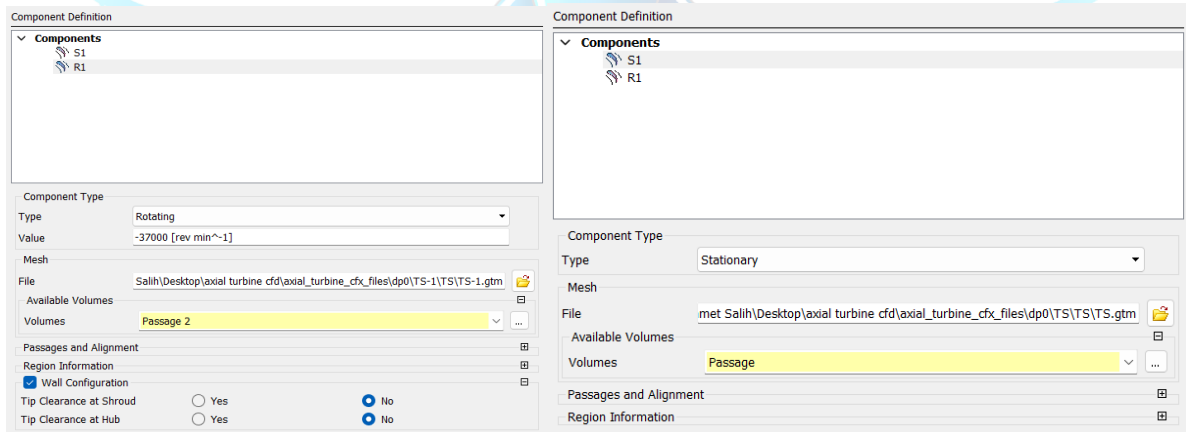 Component Definition
Components
S1
R1
Component Type
Type Rotating
Value -37000 [rev min^-1]
Mesh
File Salih\Desktop\axial turbine cfd\axial_turbine_cfx_files\dp0\TS-1\TS\TS-1.gtm
Available Volumes
Volumes Passage 2 ...
Passages and Alignment
Region Information
Wall Configuration
Tip Clearance at Shroud Yes No
Tip Clearance at Hub Yes No
Component Definition
Components
S1
R1
Component Type
Type Stationary
Mesh
File met Salih\Desktop\axial turbine cfd\axial_turbine_cfx_files\dp0\TS\TS\TS.gtm
Available Volumes
Volumes Passage ...
Passages and Alignment
Region Information